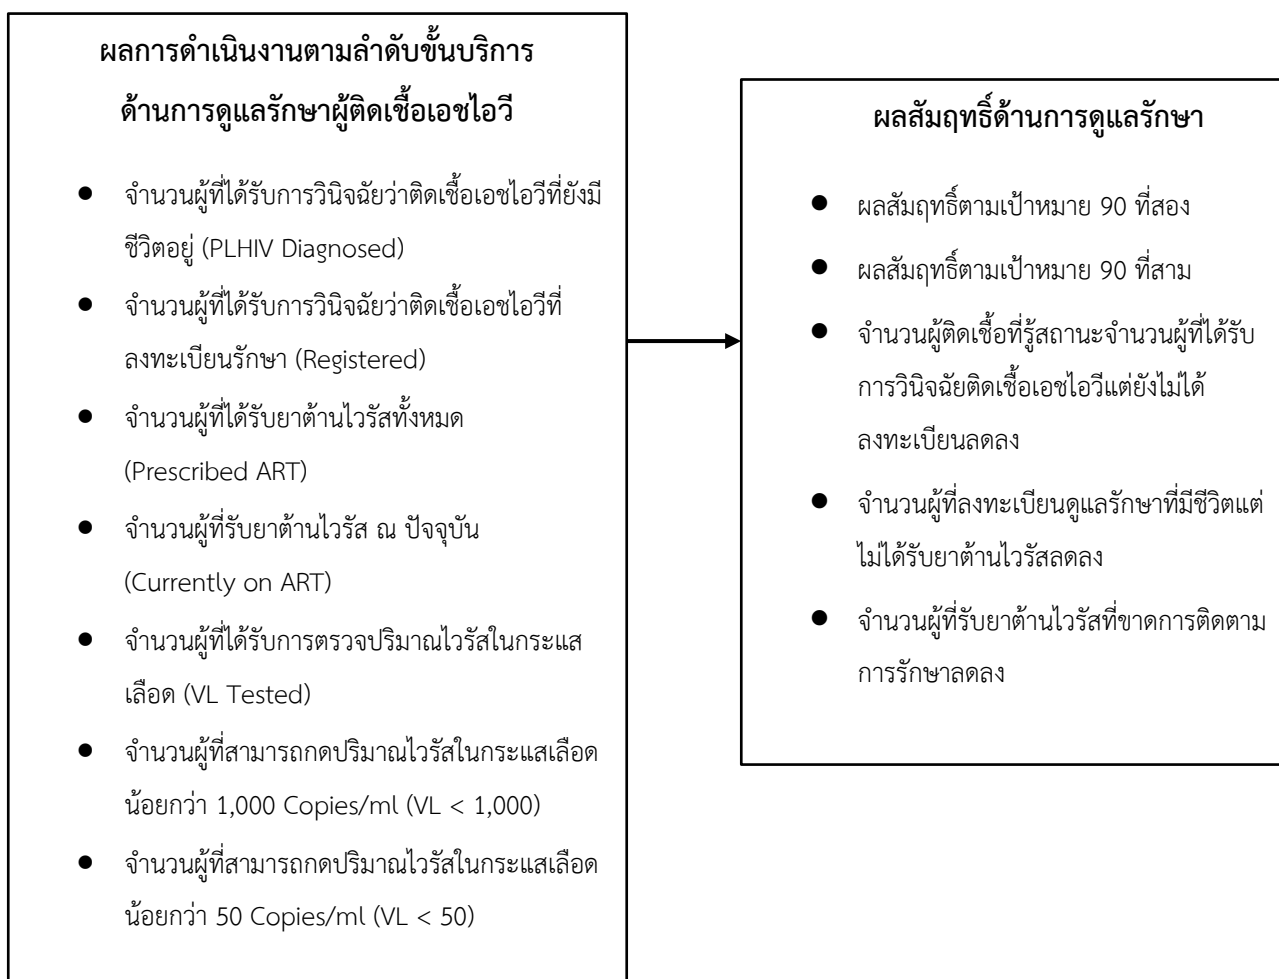 ผลการดำเนินงานตามลำดับขั้นบริการ
ด้านการดูแลรักษาผู้ติดเชื้อเอชไอวี
● จำนวนผู้ที่ได้รับการวินิจฉัยว่าติดเชื้อเอชไอวีที่ยังมี
ชีวิตอยู่ (PLHIV Diagnosed)
● จำนวนผู้ที่ได้รับการวินิจฉัยว่าติดเชื้อเอชไอวีที่
ลงทะเบียนรักษา (Registered)
● จำนวนผู้ที่ได้รับยาต้านไวรัสทั้งหมด
(Prescribed ART)
● จำนวนผู้ที่รับยาต้านไวรัส ณ ปัจจุบัน
(Currently on ART)
● จำนวนผู้ที่ได้รับการตรวจปริมาณไวรัสในกระแส
เลือด (VL Tested)
● จำนวนผู้ที่สามารถกดปริมาณไวรัสในกระแสเลือด
น้อยกว่า 1,000 Copies/ml (VL < 1,000)
● จำนวนผู้ที่สามารถกดปริมาณไวรัสในกระแสเลือด
น้อยกว่า 50 Copies/ml (VL < 50)
ผลสัมฤทธิ์ด้านการดูแลรักษา
● ผลสัมฤทธิ์ตามเป้าหมาย 90 ที่สอง
● ผลสัมฤทธิ์ตามเป้าหมาย 90 ที่สาม
● จำนวนผู้ติดเชื้อที่รู้สถานะจำนวนผู้ที่ได้รับ
การวินิจฉัยติดเชื้อเอชไอวีแต่ยังไม่ได้
ลงทะเบียนลดลง
● จำนวนผู้ที่ลงทะเบียนดูแลรักษาที่มีชีวิตแต่
ไม่ได้รับยาต้านไวรัสลดลง
● จำนวนผู้ที่รับยาต้านไวรัสที่ขาดการติดตาม
การรักษาลดลง